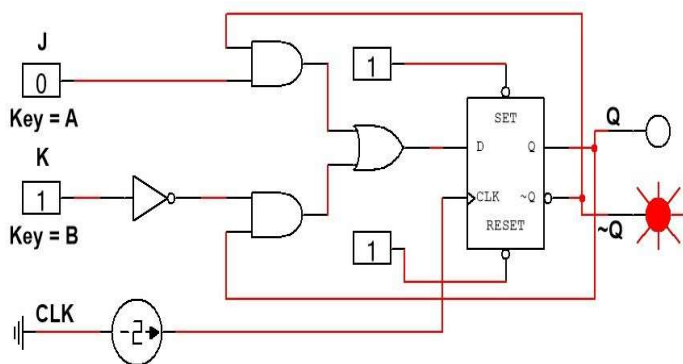 J
0
Key = A
K
1
Key = B
CLK
-2
1
1
SET
D
Q
CLK
~Q
RESET
Q
~Q